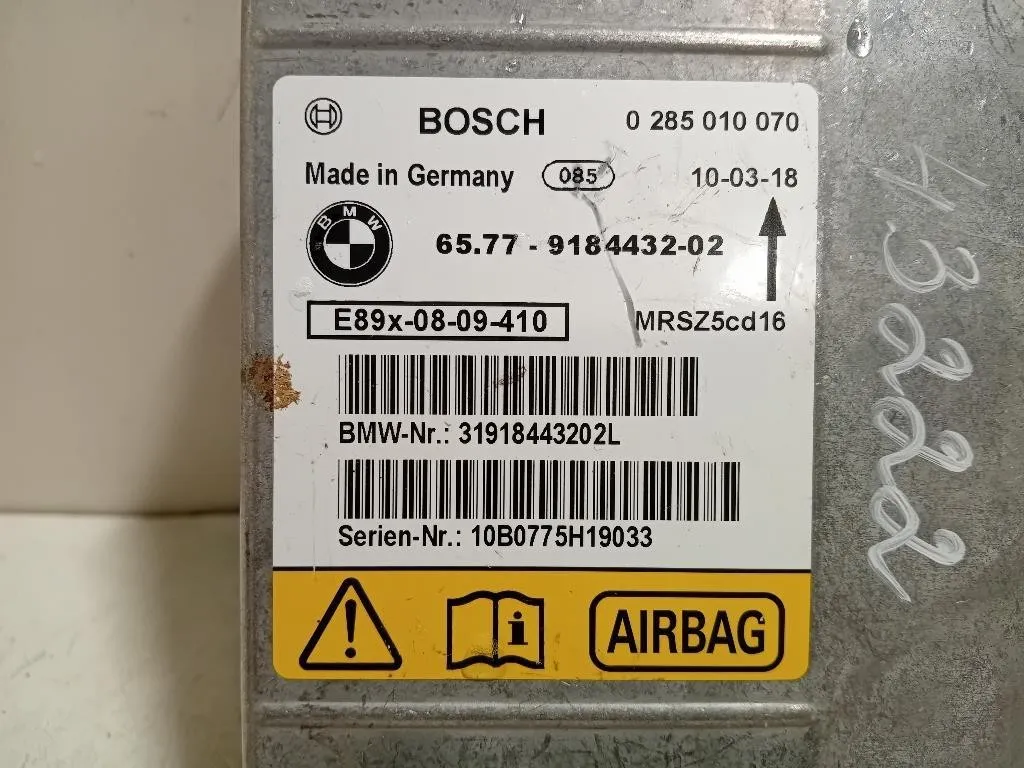 BOSCH 0 285 010 070
Made in Germany 085 10-03-18
BMW 65.77 - 9184432-02
E89x-08-09-410 MRSZ5cd16
BMW-Nr.: 31918443202L
Serien-Nr.: 10B0775H19033
i AIRBAG